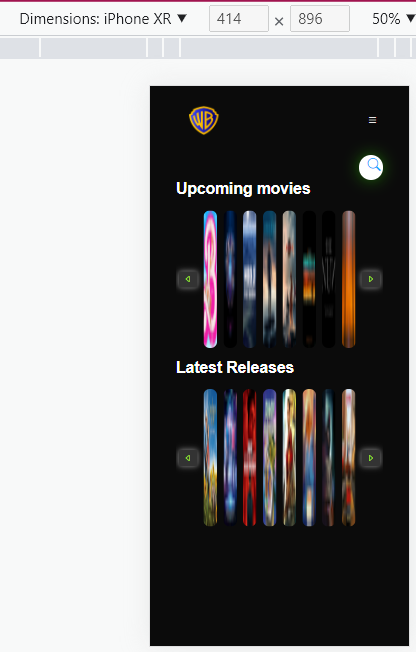 Dimensions: iPhone XR ▼ 414 × 896 50% ▼
WB
Upcoming movies
Latest Releases